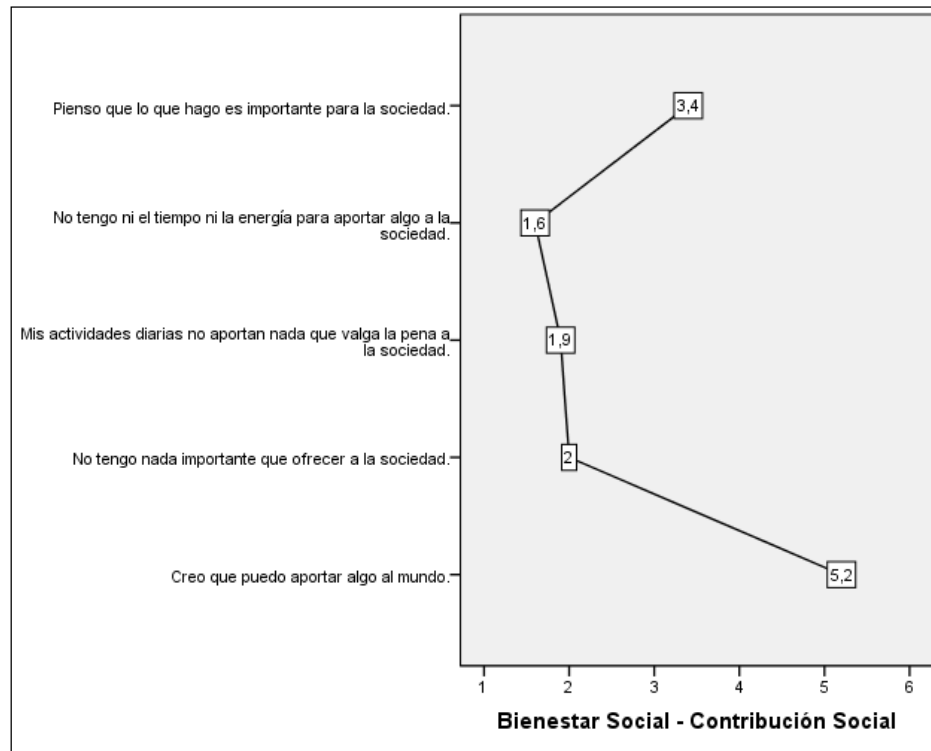 Pienso que lo que hago es importante para la sociedad.
3,4
No tengo ni el tiempo ni la energía para aportar algo a la
sociedad.
1,6
Mis actividades diarias no aportan nada que valga la pena a
la sociedad.
1,9
No tengo nada importante que ofrecer a la sociedad.
2
Creo que puedo aportar algo al mundo.
5,2
1 2 3 4 5 6
Bienestar Social - Contribución Social